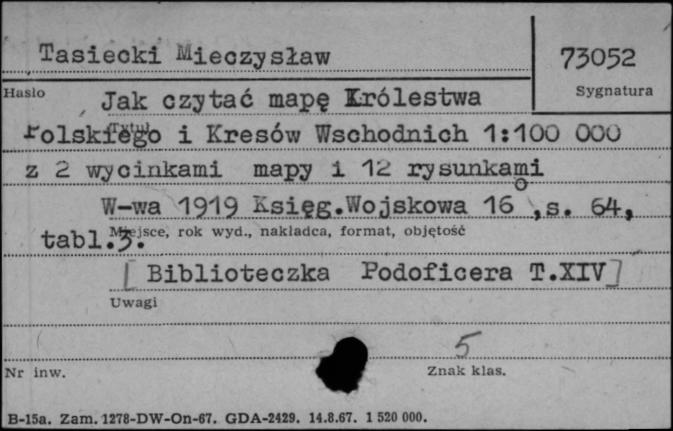 Tasiecki Mieczysław
73052
Hasło
Sygnatura
Jak czytać mapę Królestwa
Tytuł
Polskiego i Kresów Wschodnich 1:100 000
z 2 wycinkami mapy i 12 rysunkami
W-wa 1919 Księg.Wojskowa 16 o,s. 64,
Miejsce, rok wyd., nakładca, format, objętość
tabl.3.
[Biblioteczka Podoficera T.XIV]
Uwagi
5
Nr inw.
Znak klas.
B-15a. Zam. 1278-DW-On-67. GDA-2429. 14.8.67. 1 520 000.